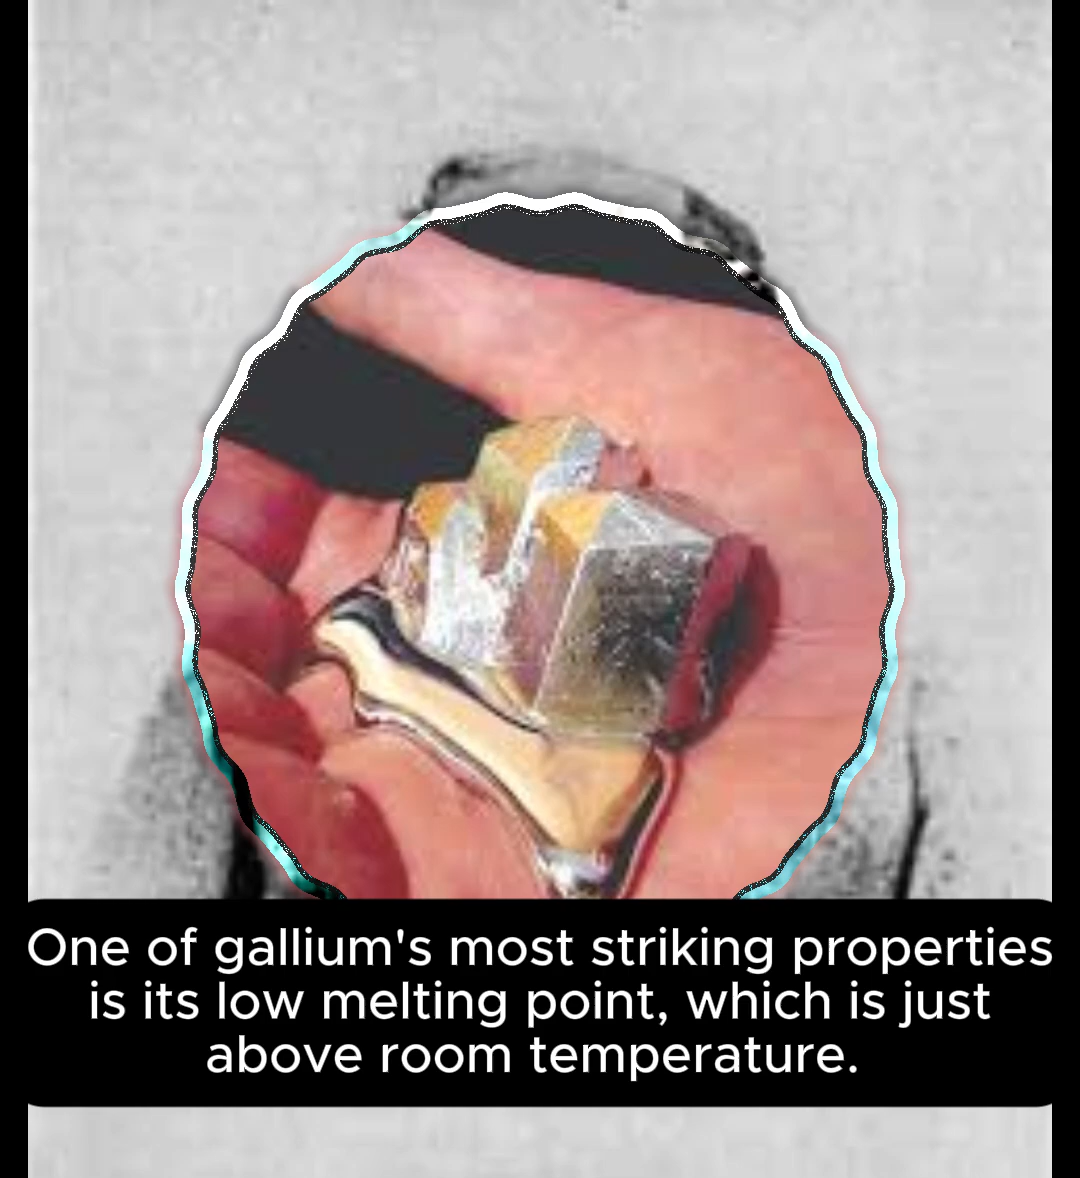 One of gallium's most striking properties
is its low melting point, which is just
above room temperature.